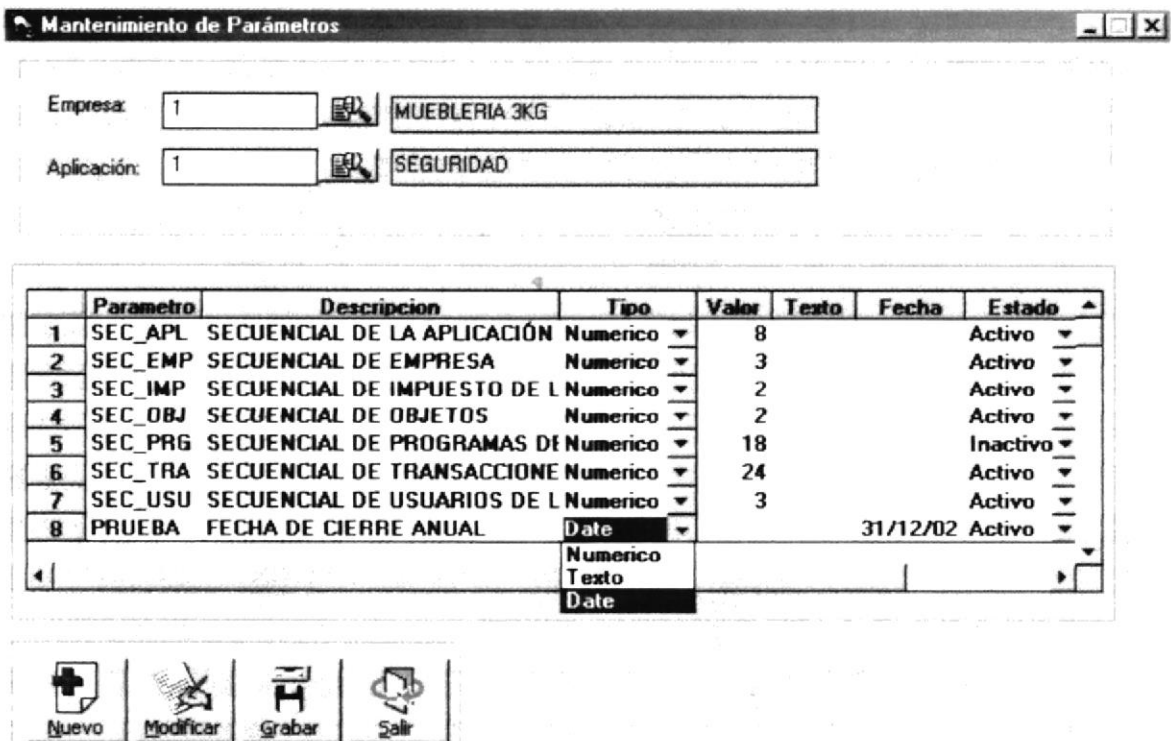 Mantenimiento de Parámetros
Empresa: 1 MUEBLERIA 3KG
Aplicación: 1 SEGURIDAD
Parametro Descripcion Tipo Valor Texto Fecha Estado
1 SEC_APL SECUENCIAL DE LA APLICACIÓN Numerico 8 Activo
2 SEC_EMP SECUENCIAL DE EMPRESA Numerico 3 Activo
3 SEC_IMP SECUENCIAL DE IMPUESTO DE L Numerico 2 Activo
4 SEC_OBJ SECUENCIAL DE OBJETOS Numerico 2 Activo
5 SEC_PRG SECUENCIAL DE PROGRAMAS DE Numerico 18 Inactivo
6 SEC_TRA SECUENCIAL DE TRANSACCIONE Numerico 24 Activo
7 SEC_USU SECUENCIAL DE USUARIOS DE L Numerico 3 Activo
8 PRUEBA FECHA DE CIERRE ANUAL Date 31/12/02 Activo
Numerico
Texto
Date
Nuevo Modificar Grabar Salir